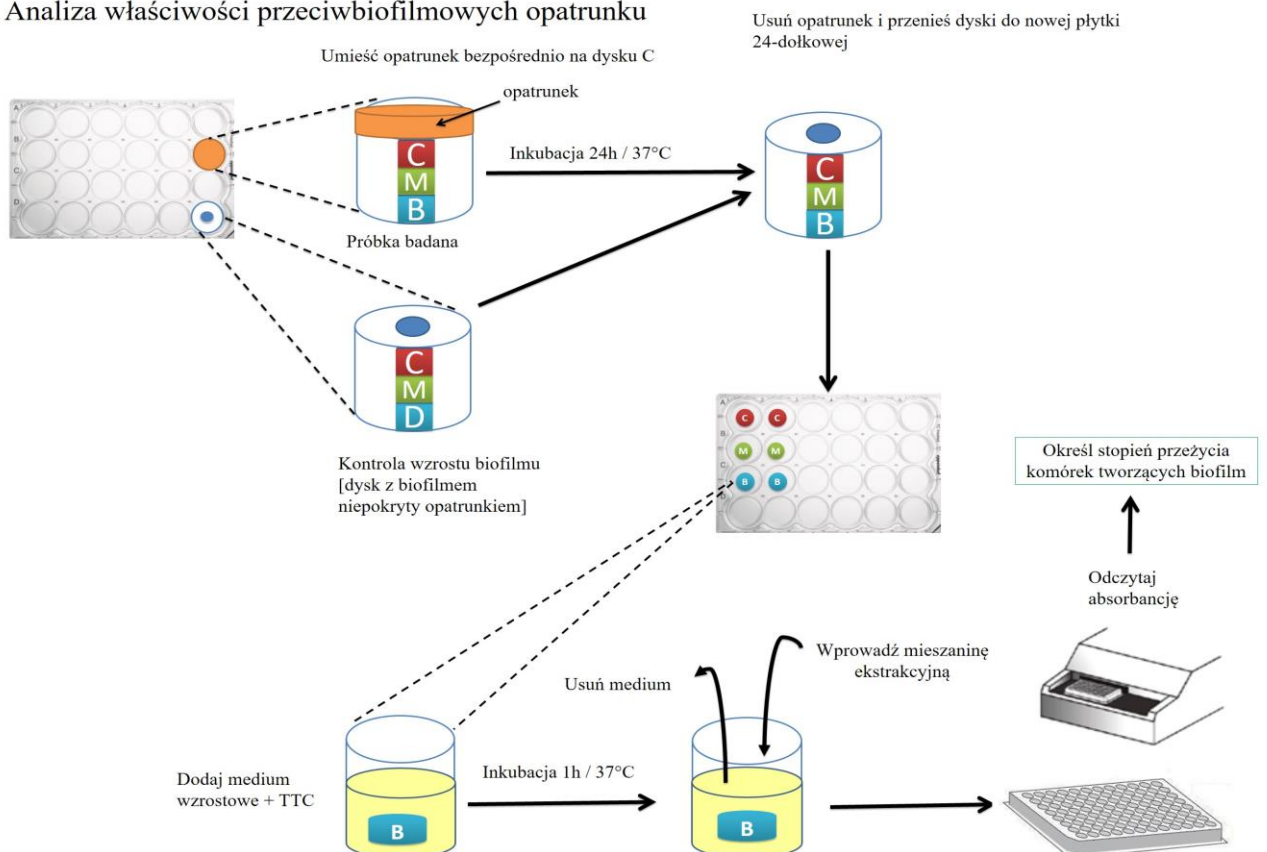 Analiza właściwości przeciwbiofilmowych opatrunku
Umieść opatrunek bezpośrednio na dysku C
Usuń opatrunek i przenieś dyski do nowej płytki
24-dołkowej
opatrunek
C
M
B
Próbka badana
Inkubacja 24h / 37°C
C
M
B
C
M
D
Kontrola wzrostu biofilmu
[dysk z biofilmem
niepokryty opatrunkiem]
C C
M M
B B
Określ stopień przeżycia
komórek tworzących biofilm
Odczytaj
absorbancję
Wprowadź mieszaninę
ekstrakcyjną
Usuń medium
Dodaj medium
wzrostowe + TTC
Inkubacja 1h / 37°C
B
B